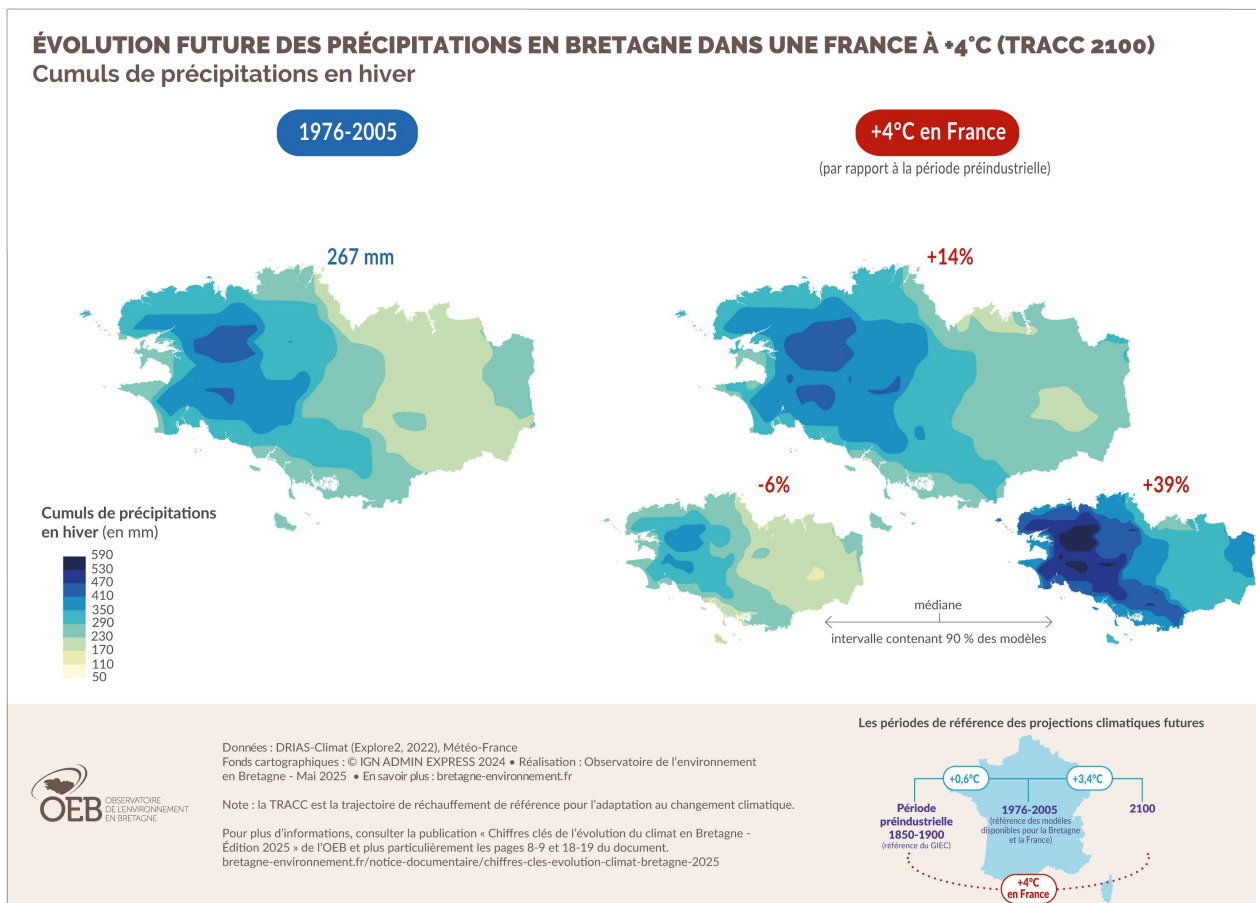 ÉVOLUTION FUTURE DES PRÉCIPITATIONS EN BRETAGNE DANS UNE FRANCE À +4°C (TRACC 2100)
Cumuls de précipitations en hiver
1976-2005
+4°C en France
(par rapport à la période préindustrielle)
267 mm
+14%
-6%
+39%
Cumuls de précipitations
en hiver (en mm)
590
530
470
410
350
290
230
170
110
50
médiane
intervalle contenant 90 % des modèles
OEB
OBSERVATOIRE
DE L'ENVIRONNEMENT
EN BRETAGNE
Données : DRIAS-Climat (Explore2, 2022), Météo-France
Fonds cartographiques : © IGN ADMIN EXPRESS 2024 • Réalisation : Observatoire de l'environnement
en Bretagne - Mai 2025 • En savoir plus : bretagne-environnement.fr
Note : la TRACC est la trajectoire de réchauffement de référence pour l'adaptation au changement climatique.
Pour plus d'informations, consulter la publication « Chiffres clés de l'évolution du climat en Bretagne -
Édition 2025 » de l'OEB et plus particulièrement les pages 8-9 et 18-19 du document.
bretagne-environnement.fr/notice-documentaire/chiffres-cles-evolution-climat-bretagne-2025
Les périodes de référence des projections climatiques futures
+0,6°C
+3,4°C
Période
préindustrielle
1850-1900
(référence du GIEC)
1976-2005
(référence des modèles
disponibles pour la Bretagne
et la France)
2100
+4°C
en France